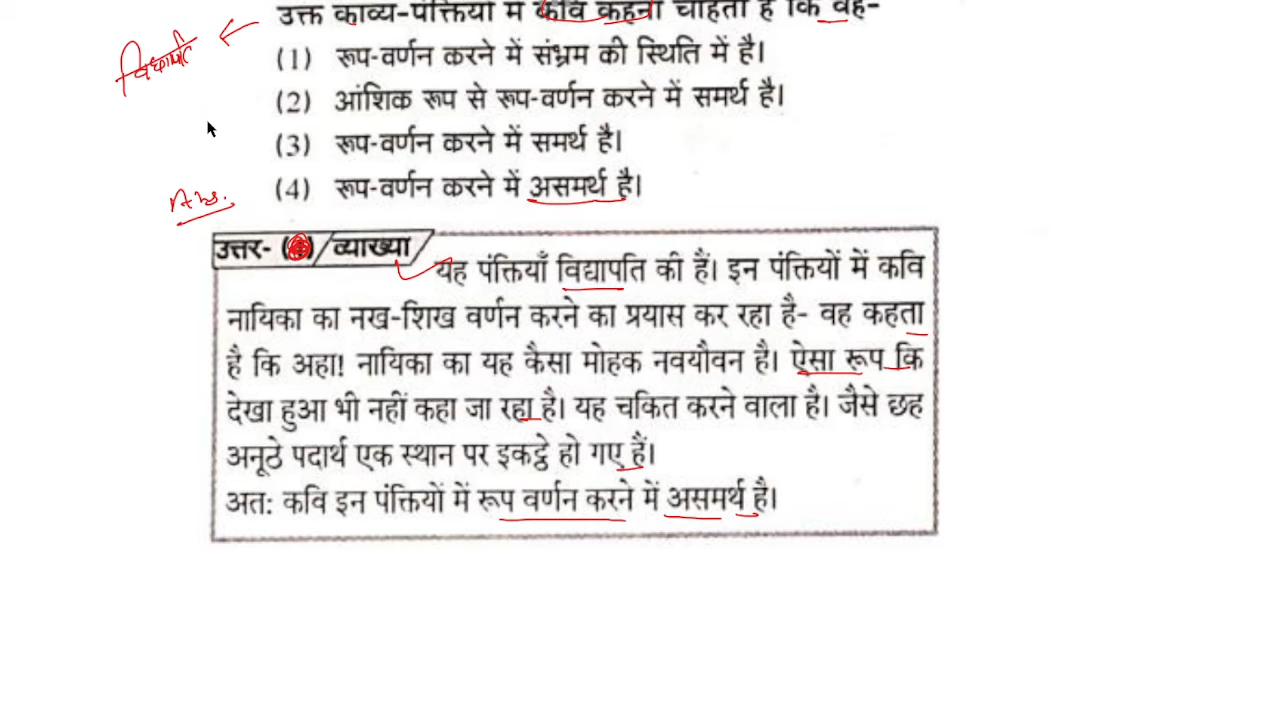 उक्त काव्य-पंक्तियों में कवि कहना चाहता है कि वह-
विद्यापति
(1) रूप-वर्णन करने में संभ्रम की स्थिति में है।
(2) आंशिक रूप से रूप-वर्णन करने में समर्थ है।
(3) रूप-वर्णन करने में समर्थ है।
Ans. (4) रूप-वर्णन करने में असमर्थ है।
उत्तर- ( ) / व्याख्या
यह पंक्तियाँ विद्यापति की हैं। इन पंक्तियों में कवि
नायिका का नख-शिख वर्णन करने का प्रयास कर रहा है- वह कहता
है कि अहा! नायिका का यह कैसा मोहक नवयौवन है। ऐसा रूप कि
देखा हुआ भी नहीं कहा जा रहा है। यह चकित करने वाला है। जैसे छह
अनूठे पदार्थ एक स्थान पर इकट्ठे हो गए हैं।
अत: कवि इन पंक्तियों में रूप वर्णन करने में असमर्थ है।